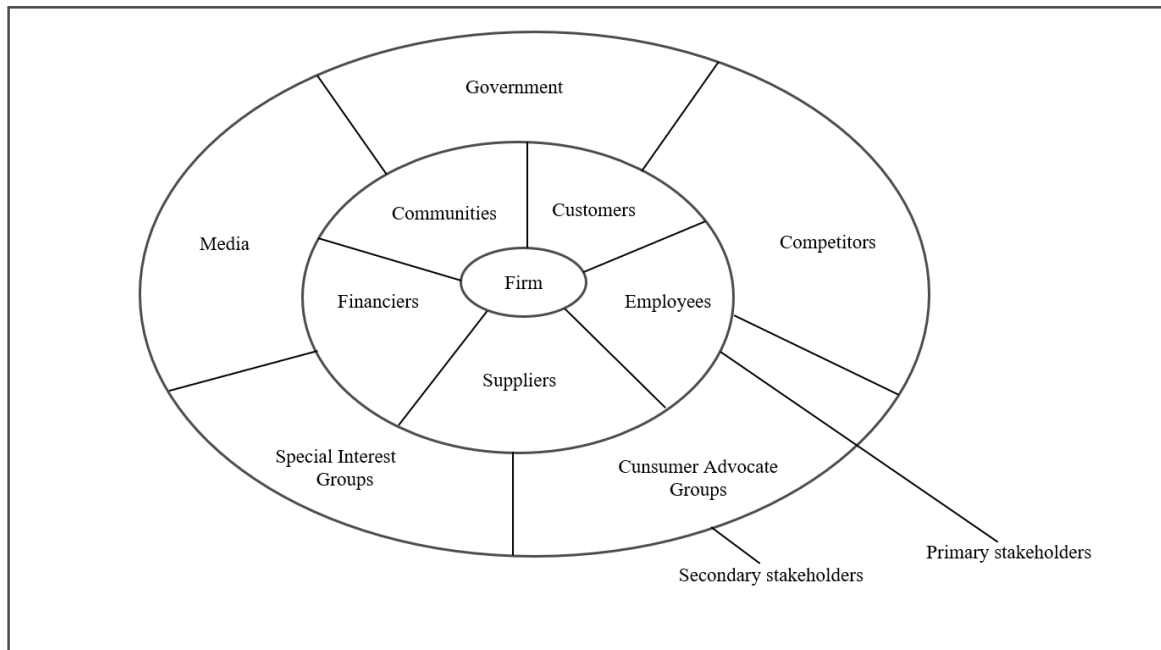 Government
Communities
Customers
Media
Competitors
Firm
Financiers
Employees
Suppliers
Special Interest
Groups
Cunsumer Advocate
Groups
Primary stakeholders
Secondary stakeholders